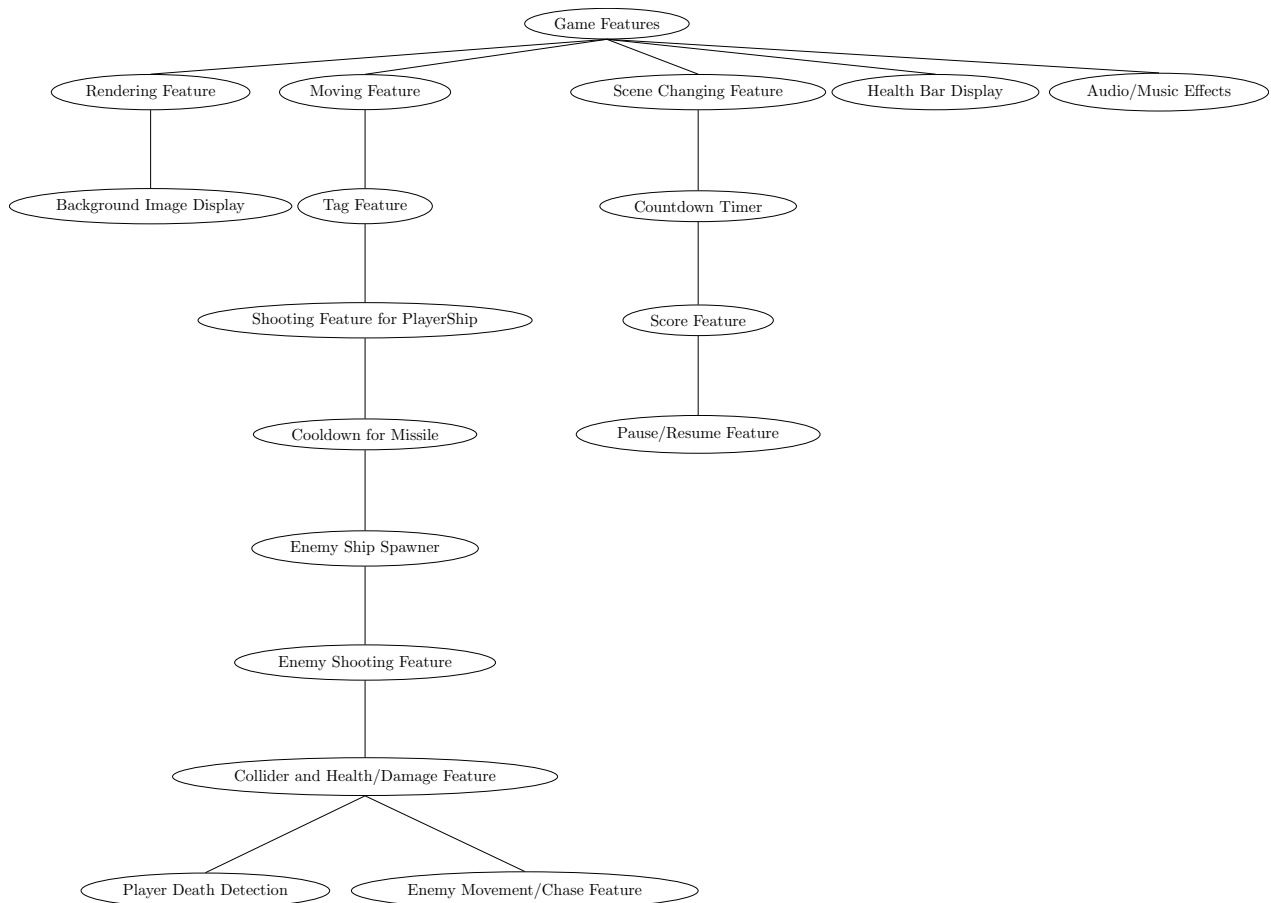 Game Features
Rendering Feature
Moving Feature
Scene Changing Feature
Health Bar Display
Audio/Music Effects
Background Image Display
Tag Feature
Countdown Timer
Shooting Feature for PlayerShip
Score Feature
Cooldown for Missile
Pause/Resume Feature
Enemy Ship Spawner
Enemy Shooting Feature
Collider and Health/Damage Feature
Player Death Detection
Enemy Movement/Chase Feature